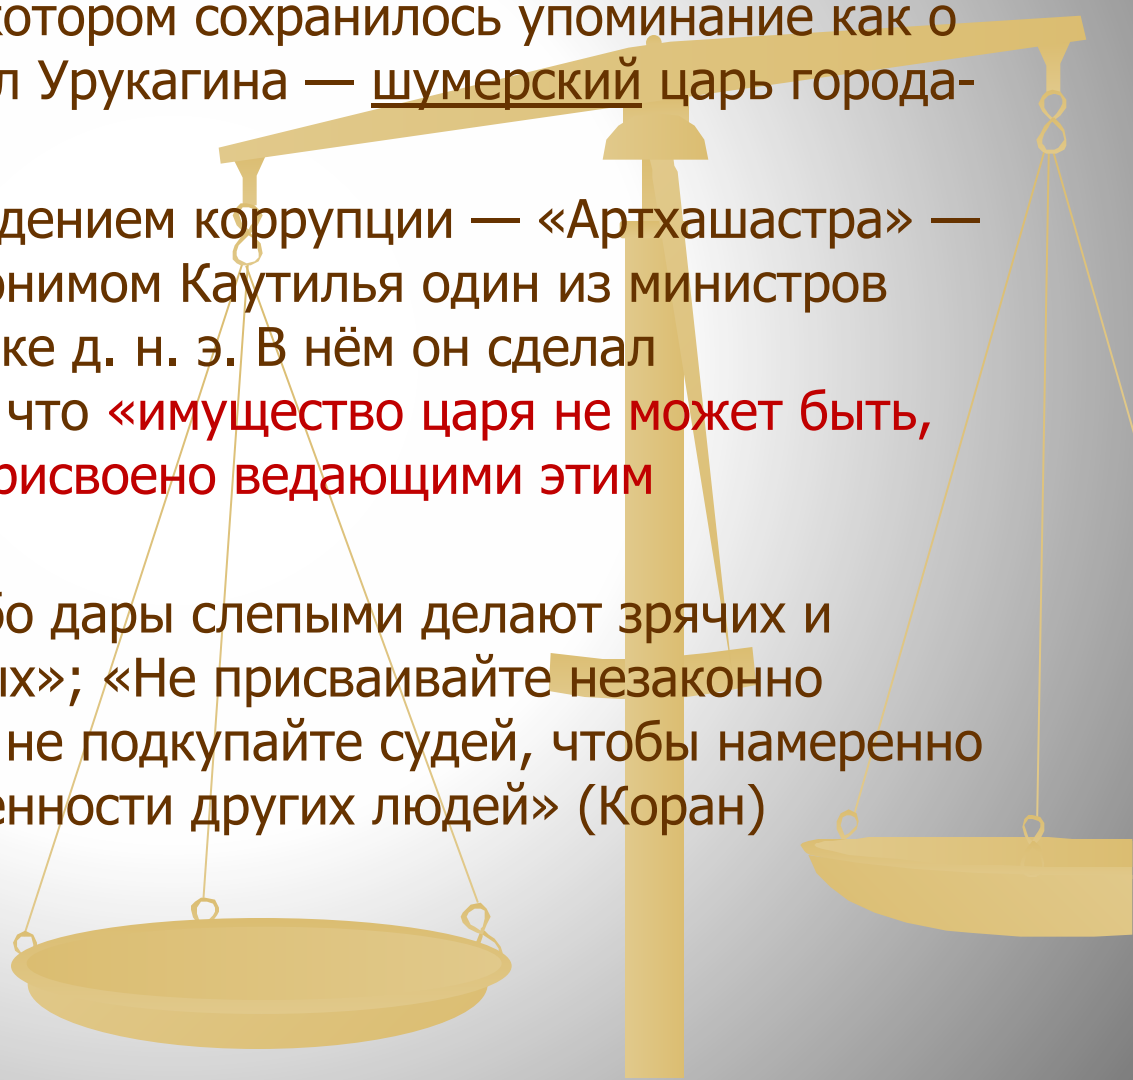 котором сохранилось упоминание как о
л Урукагина — шумерский царь города-
дением коррупции — «Артхашастра» —
онимом Каутилья один из министров
ке д. н. э. В нём он сделал
что «имущество царя не может быть,
рисвоено ведающими этим
бо дары слепыми делают зрячих и
ых»; «Не присваивайте незаконно
не подкупайте судей, чтобы намеренно
енности других людей» (Коран)